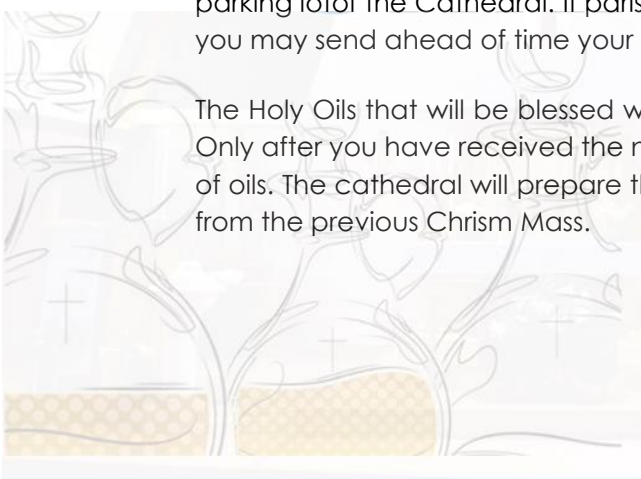 parking lotof the Cathedral. If paris
you may send ahead of time your
The Holy Oils that will be blessed w
Only after you have received the n
of oils. The cathedral will prepare t
from the previous Chrism Mass.